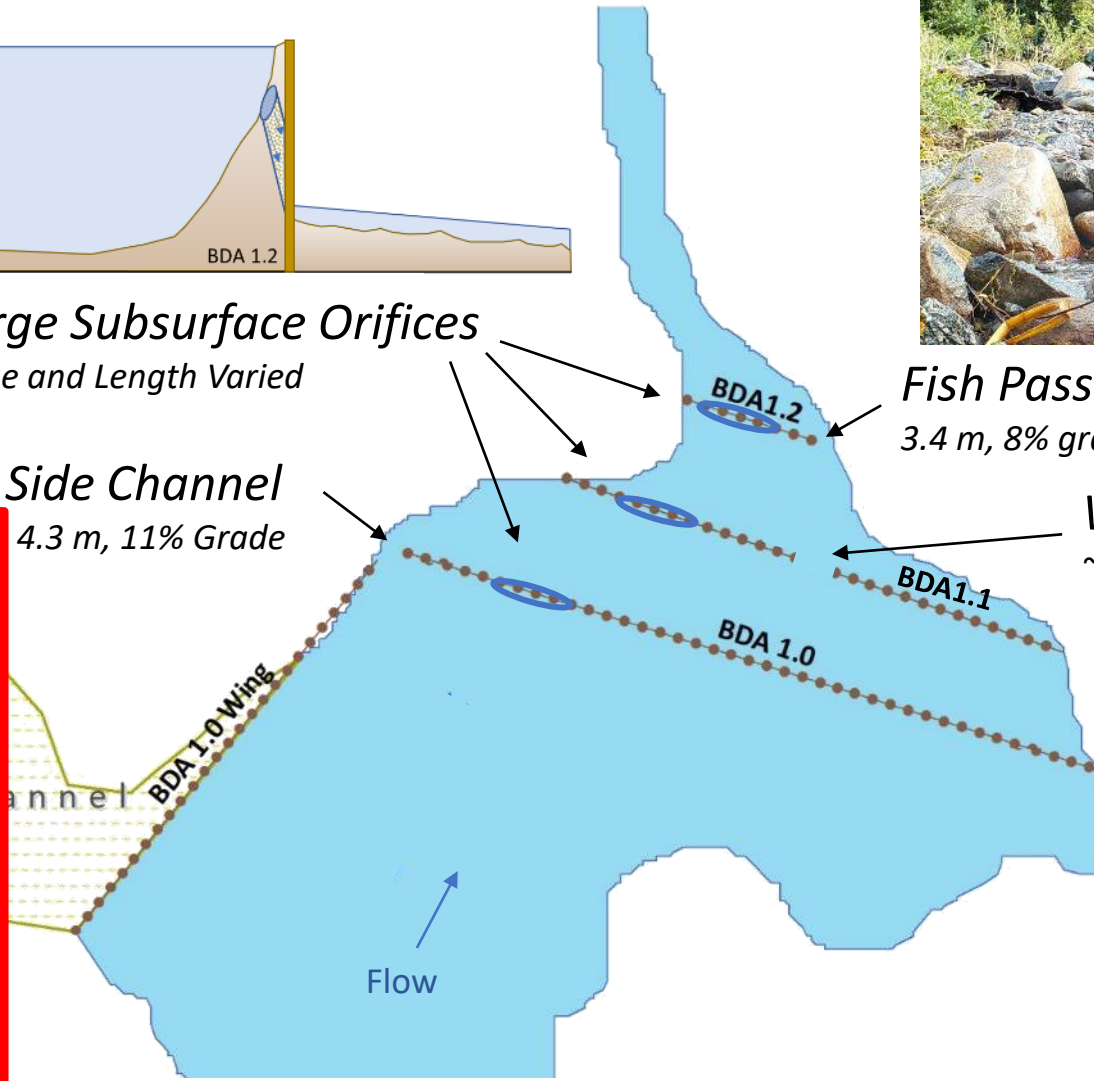 BDA 1.2
rge Subsurface Orifices
e and Length Varied
BDA1.2
Fish Pass
3.4 m, 8% gra
Side Channel
4.3 m, 11% Grade
V
~
BDA1.1
BDA 1.0
BDA 1.0 Wing
annel
Flow